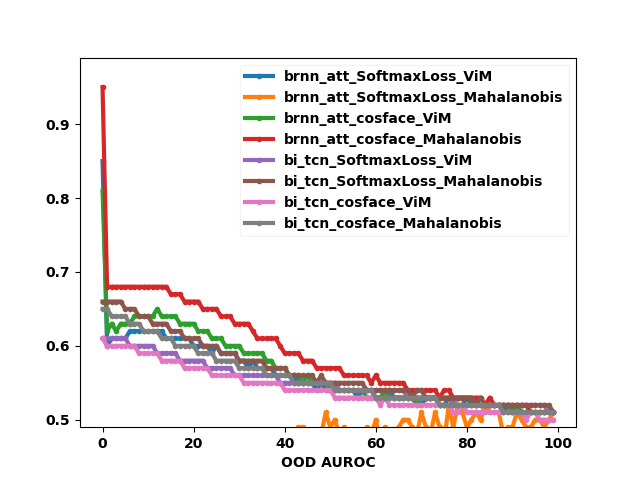 brnn_att_SoftmaxLoss_ViM
brnn_att_SoftmaxLoss_Mahalanobis
brnn_att_cosface_ViM
brnn_att_cosface_Mahalanobis
bi_tcn_SoftmaxLoss_ViM
bi_tcn_SoftmaxLoss_Mahalanobis
bi_tcn_cosface_ViM
bi_tcn_cosface_Mahalanobis
0.9
0.8
0.7
0.6
0.5
0 20 40 60 80 100
OOD AUROC